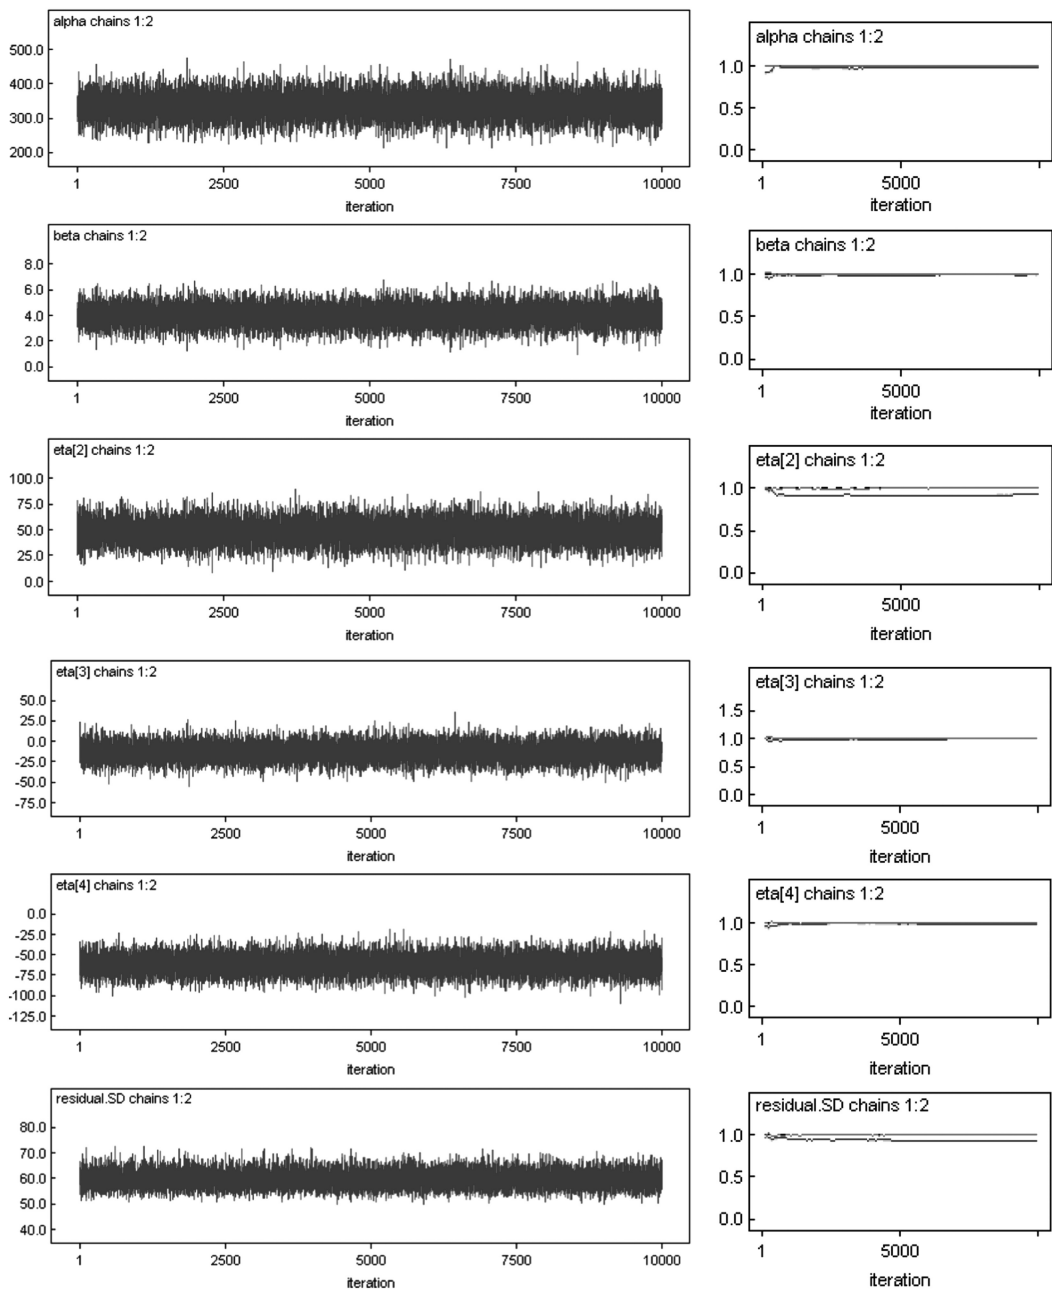 alpha chains 1:2
500.0
400.0
300.0
200.0
1 2500 5000 7500 10000
iteration
alpha chains 1:2
1.0
0.5
0.0
1 5000
iteration
beta chains 1:2
8.0
6.0
4.0
2.0
0.0
1 2500 5000 7500 10000
iteration
beta chains 1:2
1.0
0.5
0.0
1 5000
iteration
eta[2] chains 1:2
100.0
75.0
50.0
25.0
0.0
1 2500 5000 7500 10000
iteration
eta[2] chains 1:2
1.0
0.5
0.0
1 5000
iteration
eta[3] chains 1:2
50.0
25.0
0.0
-25.0
-50.0
-75.0
1 2500 5000 7500 10000
iteration
eta[3] chains 1:2
1.5
1.0
0.5
0.0
1 5000
iteration
eta[4] chains 1:2
0.0
-25.0
-50.0
-75.0
-100.0
-125.0
1 2500 5000 7500 10000
iteration
eta[4] chains 1:2
1.0
0.5
0.0
1 5000
iteration
residual.SD chains 1:2
80.0
70.0
60.0
50.0
40.0
1 2500 5000 7500 10000
iteration
residual.SD chains 1:2
1.0
0.5
0.0
1 5000
iteration